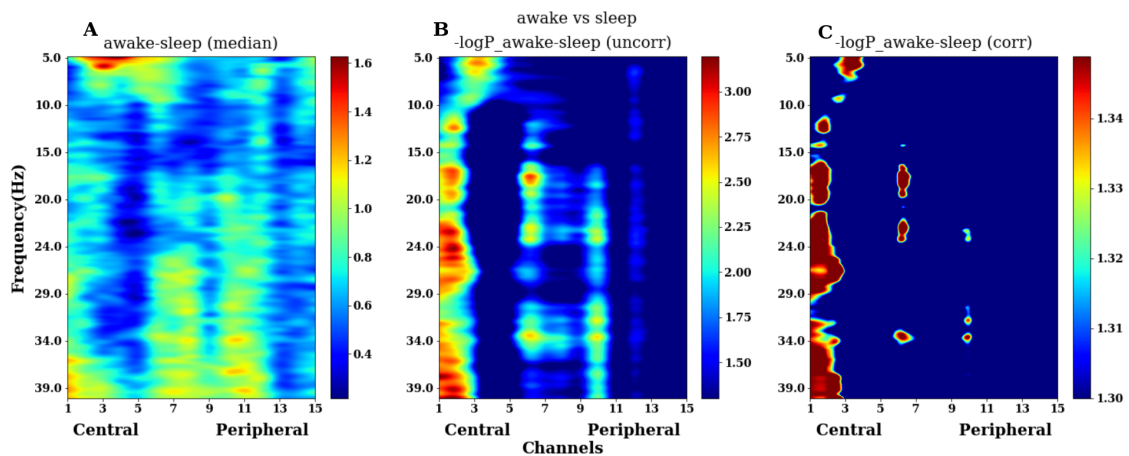 awake vs sleep
A
B
C
awake-sleep (median)
-logP_awake-sleep (uncorr)
-logP_awake-sleep (corr)
Frequency(Hz)
5.0
10.0
15.0
20.0
24.0
29.0
34.0
39.0
1 3 5 7 9 11 13 15
Central Peripheral
1.6
1.4
1.2
1.0
0.8
0.6
0.4
5.0
10.0
15.0
20.0
24.0
29.0
34.0
39.0
1 3 5 7 9 11 13 15
Central Peripheral
Channels
3.00
2.75
2.50
2.25
2.00
1.75
1.50
5.0
10.0
15.0
20.0
24.0
29.0
34.0
39.0
1 3 5 7 9 11 13 15
Central Peripheral
1.34
1.33
1.32
1.31
1.30